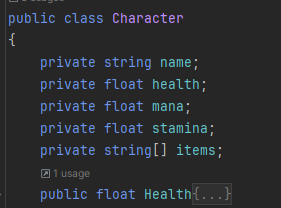 public class Character
{
private string name;
private float health;
private float mana;
private float stamina;
private string[] items;
1 usage
public float Health{...}